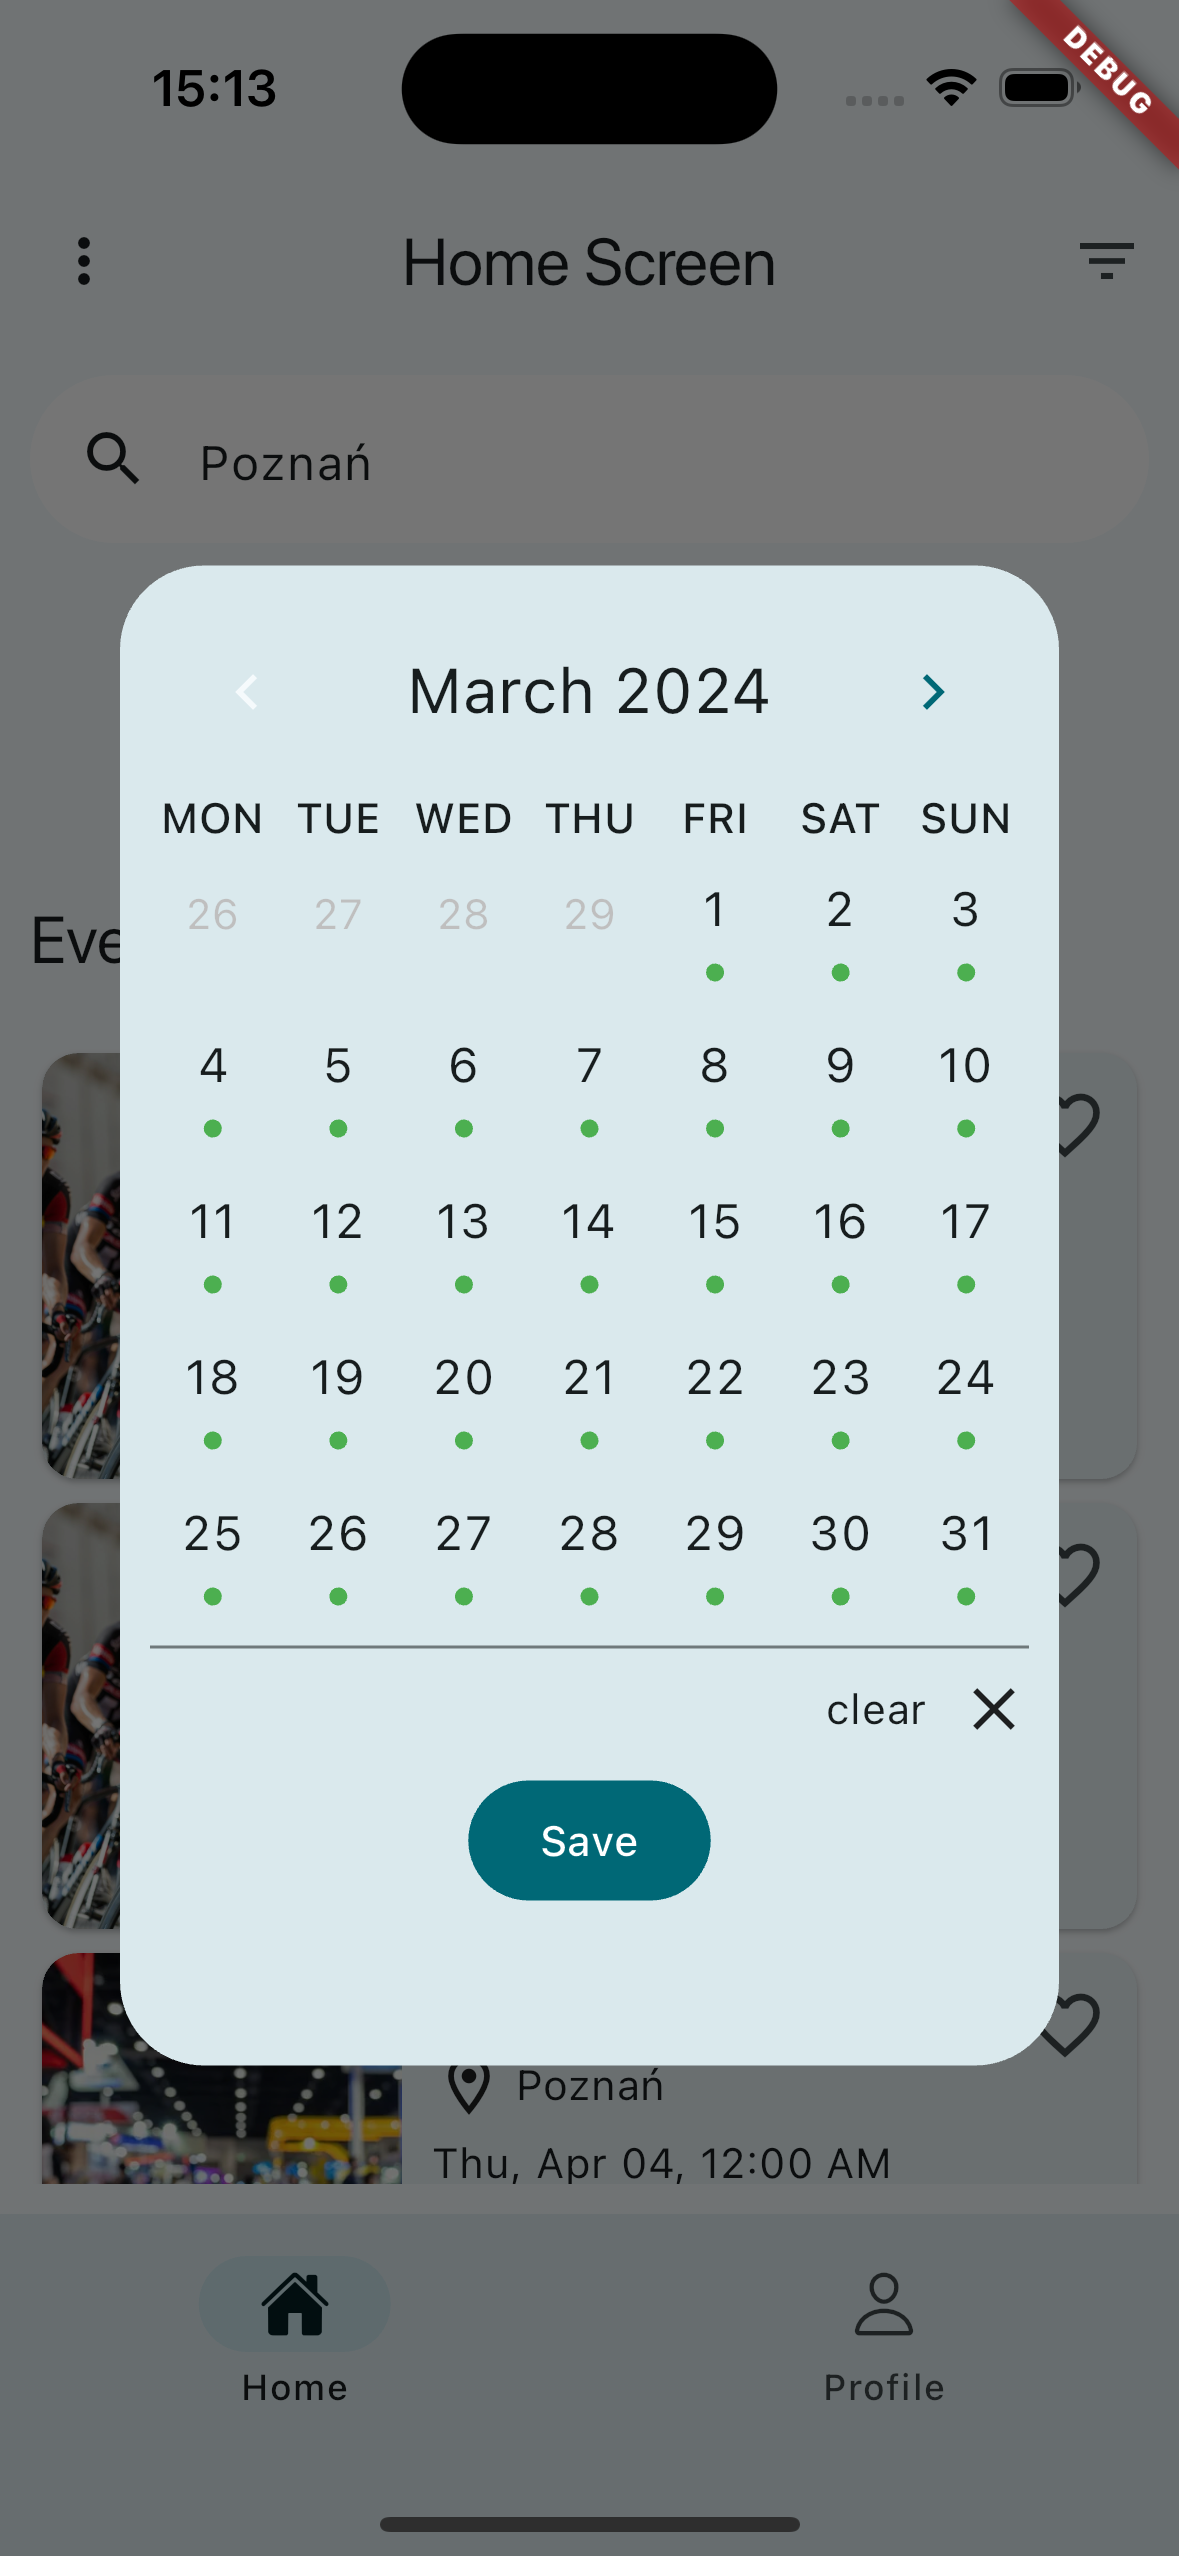 15:13
DEBUG
Home Screen
Poznań
March 2024
MON TUE WED THU FRI SAT SUN
26 27 28 29 1 2 3
Eve
4 5 6 7 8 9 10
11 12 13 14 15 16 17
18 19 20 21 22 23 24
25 26 27 28 29 30 31
clear
Save
Poznań
Thu, Apr 04, 12:00 AM
Home Profile